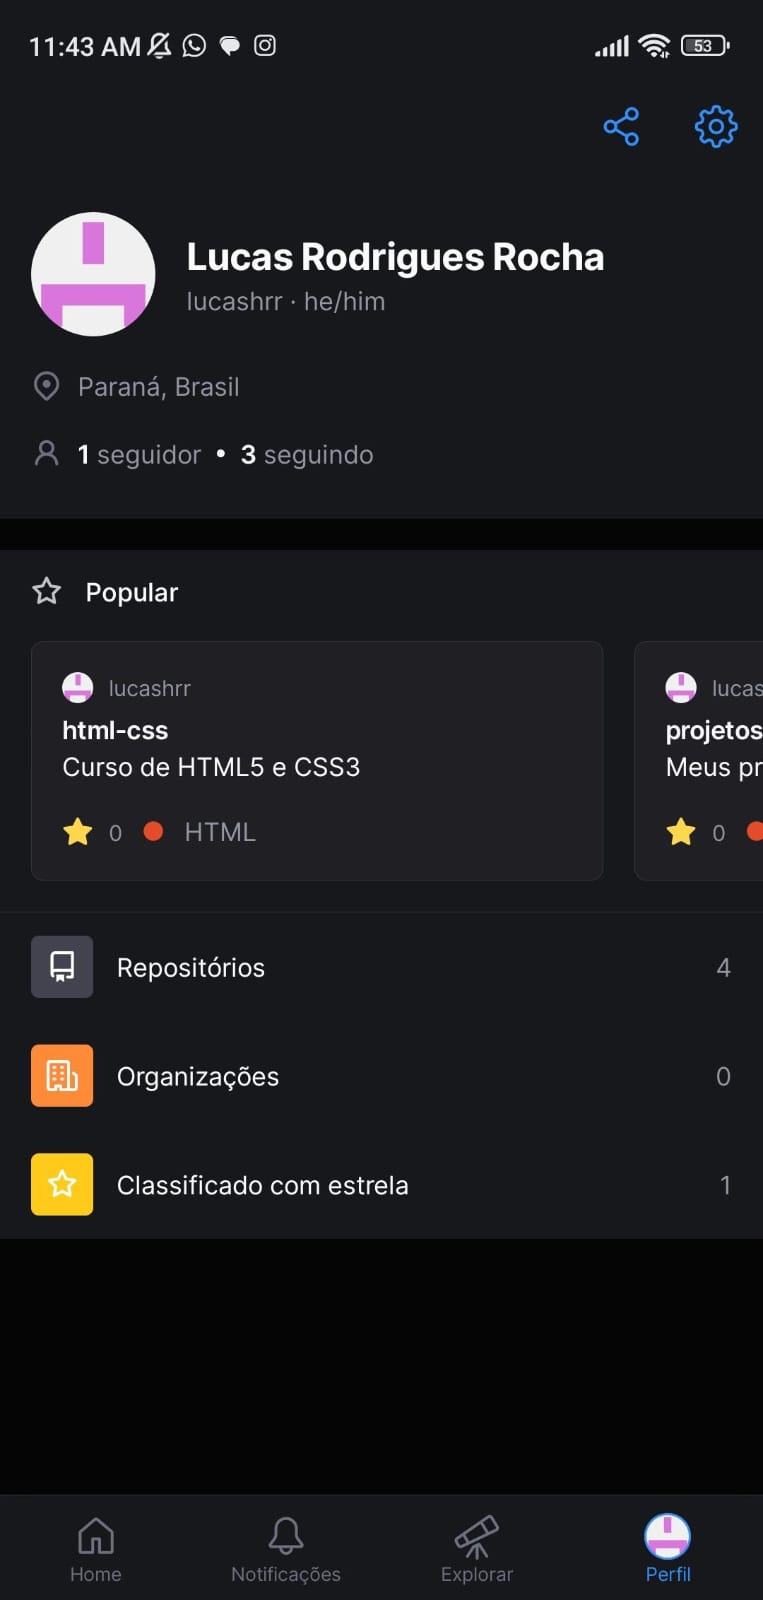 11:43 AM
53
Lucas Rodrigues Rocha
lucashrr · he/him
Paraná, Brasil
1 seguidor • 3 seguindo
Popular
lucashrr
html-css
Curso de HTML5 e CSS3
0 HTML
lucas
projetos
Meus pr
0
Repositórios 4
Organizações 0
Classificado com estrela 1
Home
Notificações
Explorar
Perfil